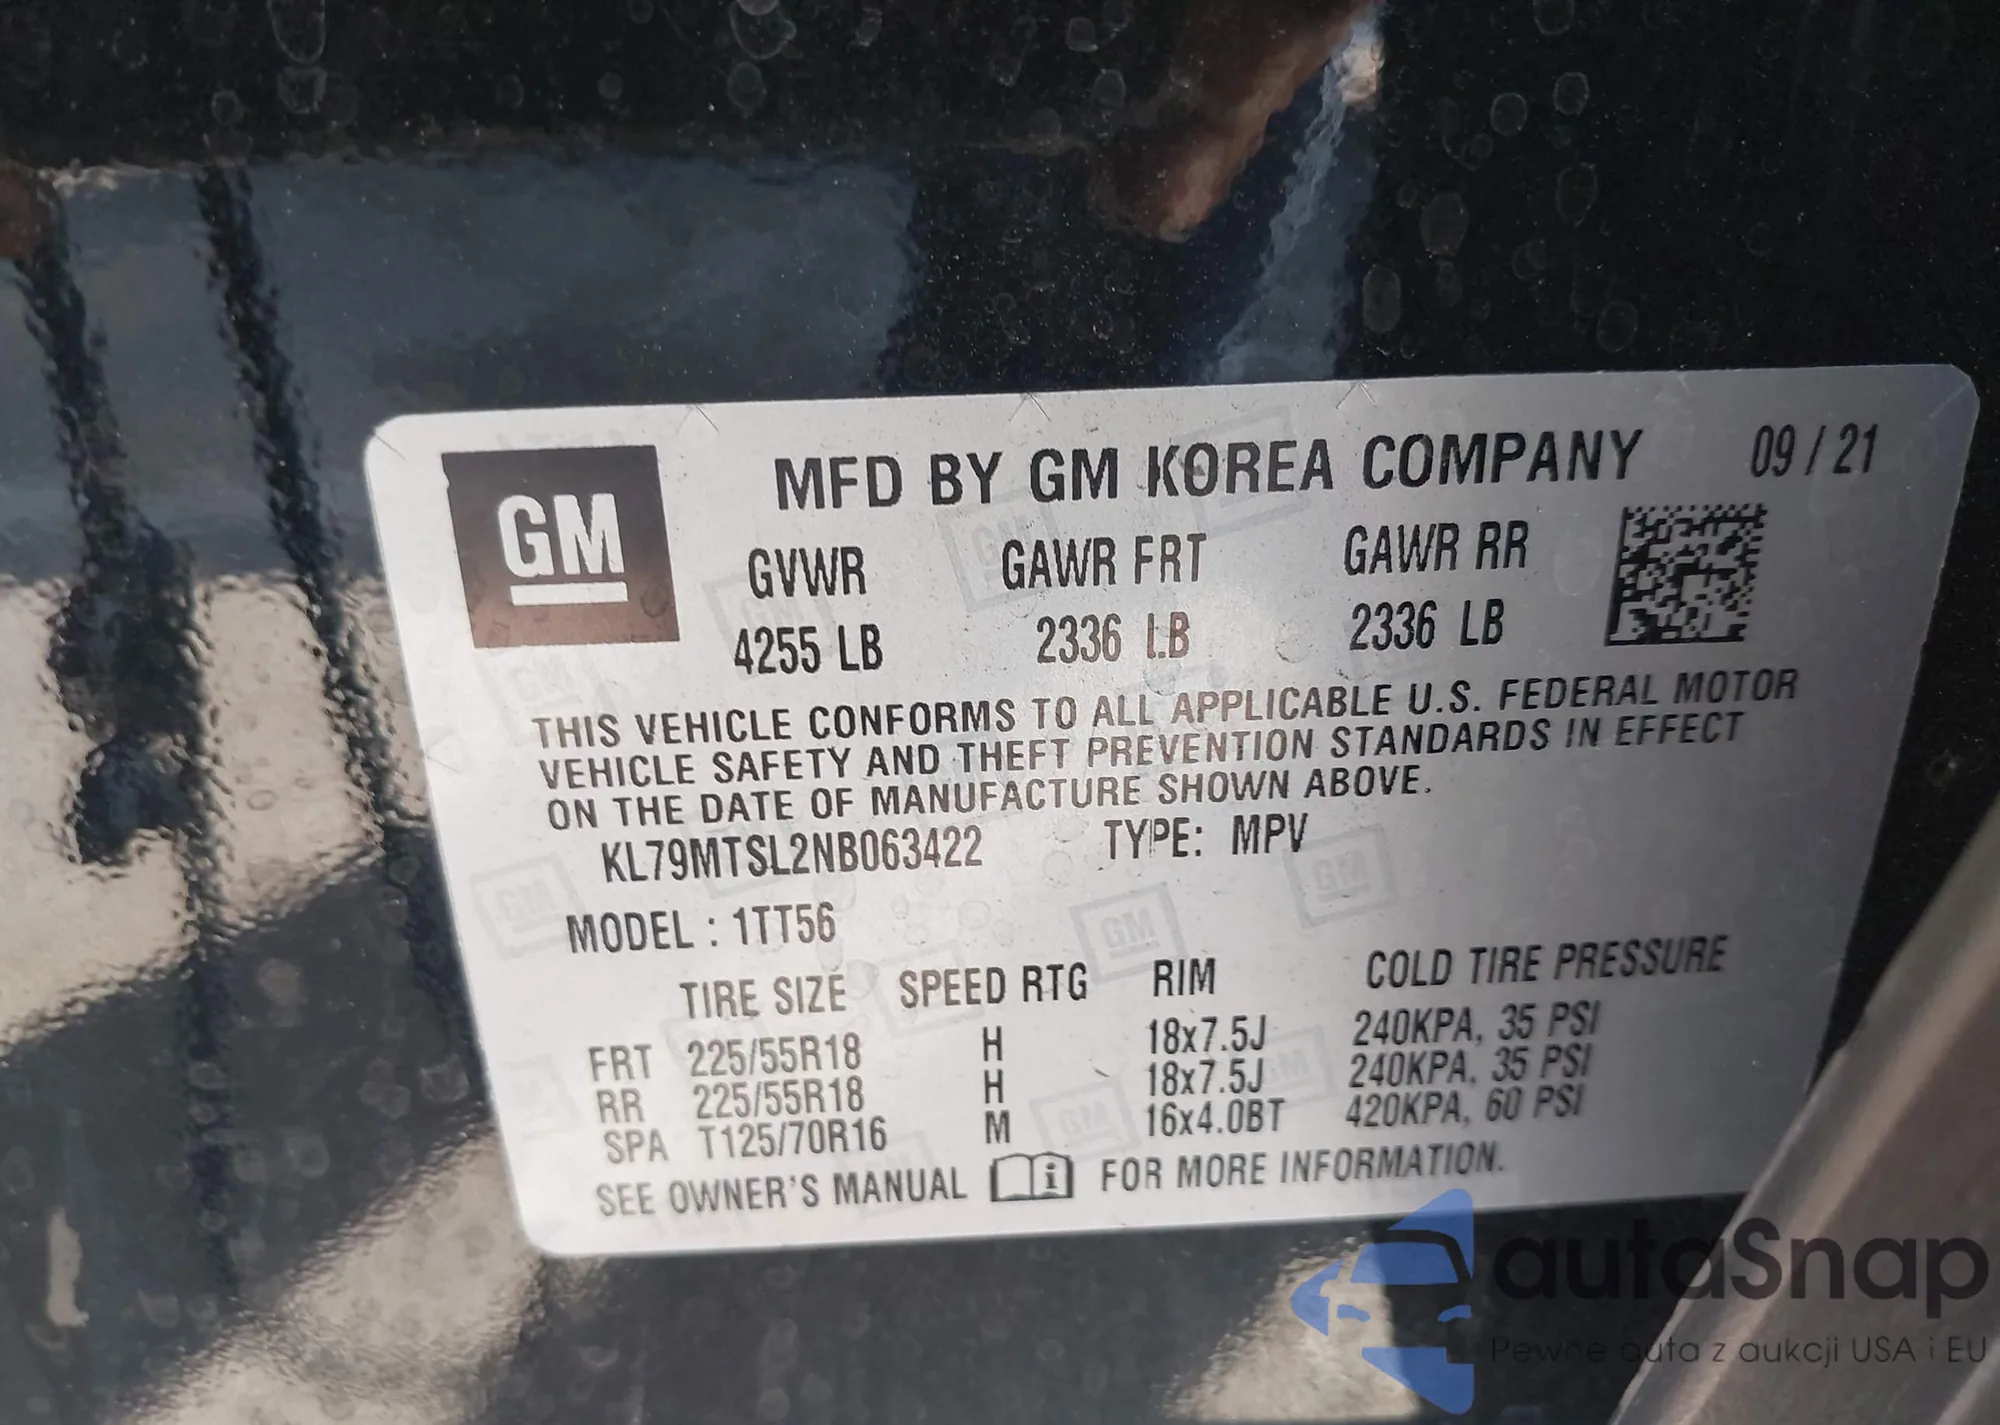 GM
MFD BY GM KOREA COMPANY 09 / 21
GVWR GAWR FRT GAWR RR
4255 LB 2336 LB 2336 LB
THIS VEHICLE CONFORMS TO ALL APPLICABLE U.S. FEDERAL MOTOR
VEHICLE SAFETY AND THEFT PREVENTION STANDARDS IN EFFECT
ON THE DATE OF MANUFACTURE SHOWN ABOVE.
KL79MTSL2NB063422 TYPE: MPV
MODEL : 1TT56
TIRE SIZE SPEED RTG RIM COLD TIRE PRESSURE
FRT 225/55R18 H 18x7.5J 240KPA, 35 PSI
RR 225/55R18 H 18x7.5J 240KPA, 35 PSI
SPA T125/70R16 M 16x4.0BT 420KPA, 60 PSI
SEE OWNER'S MANUAL i FOR MORE INFORMATION.
autaSnap
Pewne auta z aukcji USA i EU